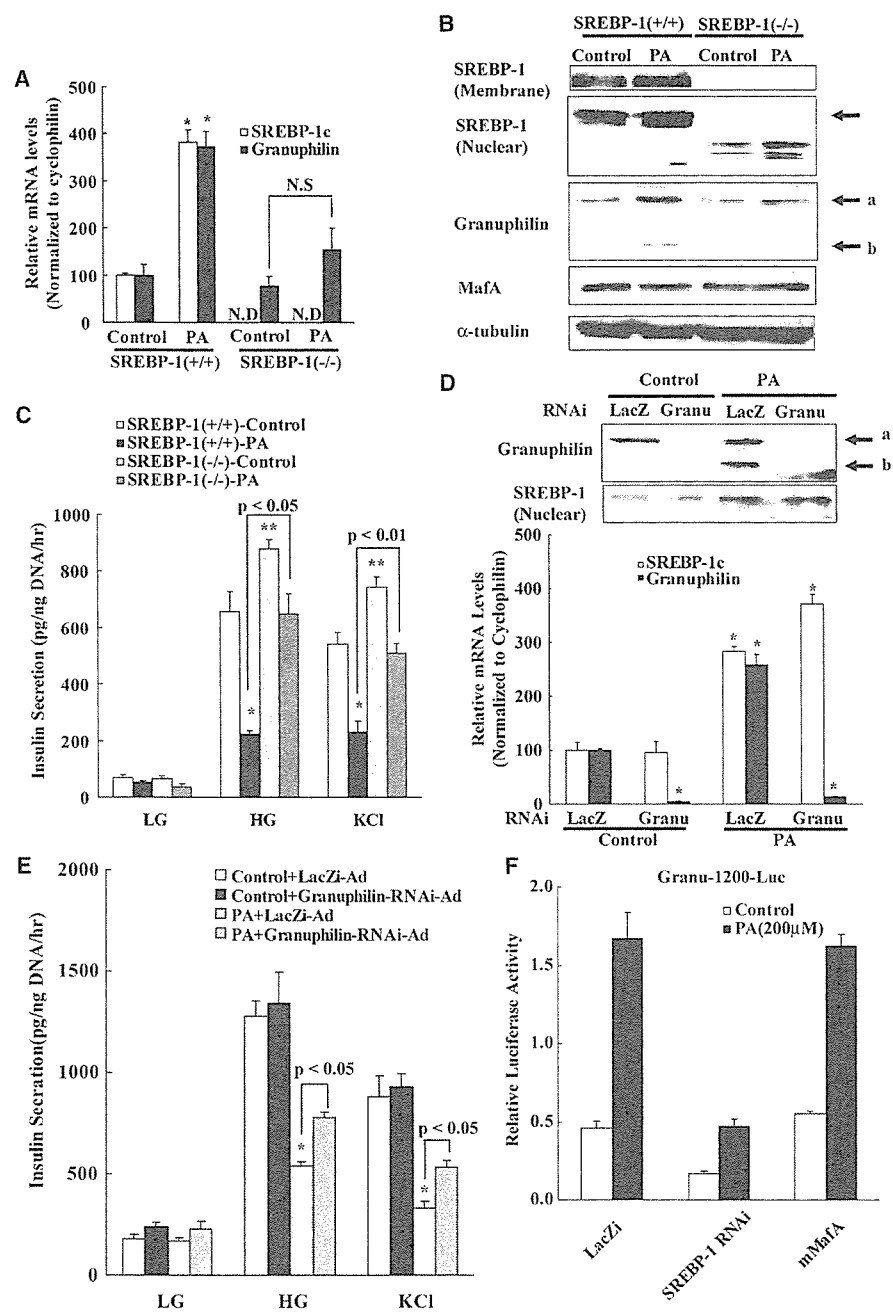 A
Relative mRNA levels
(Normalized to cyclophilin)
500
400
300
200
100
0
SREBP-1c
Granuphilin
* *
N.S
N.D
N.D
Control PA Control PA
SREBP-1(+/+) SREBP-1(-/-)
B
SREBP-1(+/+) SREBP-1(-/-)
Control PA Control PA
SREBP-1
(Membrane)
SREBP-1
(Nuclear)
Granuphilin
a
b
MafA
α-tubulin
C
SREBP-1(+/+)-Control
SREBP-1(+/+)-PA
SREBP-1(-/-)-Control
SREBP-1(-/-)-PA
Insulin Secretion (pg/ng DNA/hr)
1000
800
600
400
200
0
p < 0.05
**
*
p < 0.01
**
*
LG HG KCl
D
Control PA
RNAi LacZ Granu LacZ Granu
Granuphilin
a
b
SREBP-1
(Nuclear)
Relative mRNA Levels
(Normalized to Cyclophilin)
500
400
300
200
100
0
SREBP-1c
Granuphilin
*
* *
*
*
RNAi LacZ Granu LacZ Granu
Control PA
E
Insulin Secration(pg/ng DNA/hr)
2000
1500
1000
500
0
Control+LacZi-Ad
Control+Granuphilin-RNAi-Ad
PA+LacZi-Ad
PA+Granuphilin-RNAi-Ad
p < 0.05
*
p < 0.05
*
LG HG KCl
F
Granu-1200-Luc
Relative Luciferase Activity
2.0
1.5
1.0
0.5
0.0
Control
PA(200µM)
LacZi
SREBP-1 RNAi
mMafA